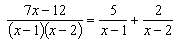 (7x−12)/((x−1)(x−2)) = 5/(x−1) + 2/(x−2)